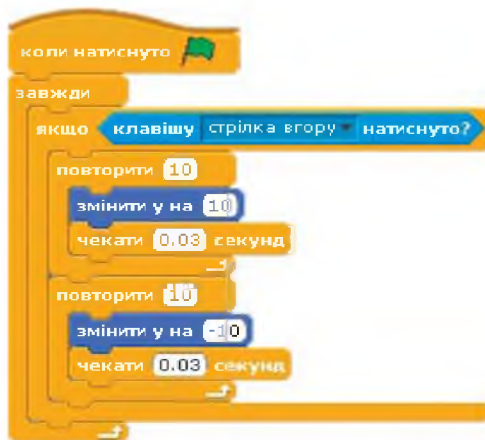 коли натиснуто
завжди
якщо клавішу стрілка вгору натиснуто?
повторити 10
змінити y на 10
чекати 0.03 секунд
повторити 10
змінити y на -10
чекати 0.03 секунд